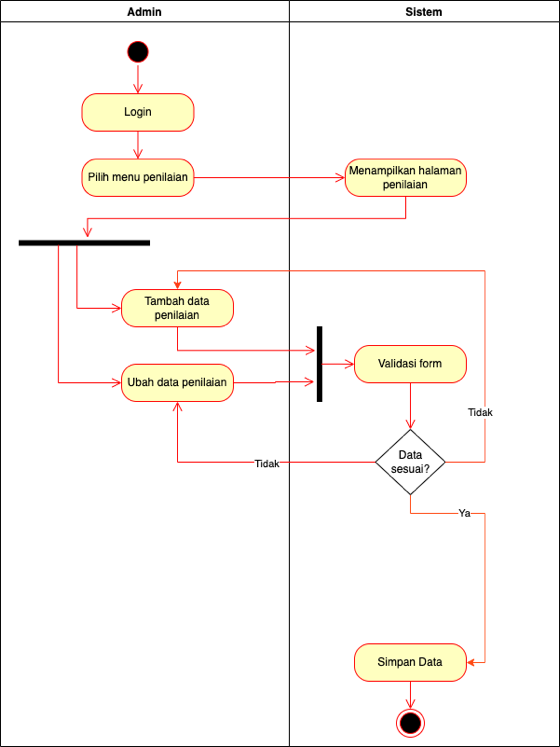 Admin
Sistem
Login
Pilih menu penilaian
Menampilkan halaman
penilaian
Tambah data
penilaian
Ubah data penilaian
Validasi form
Tidak
Data
sesuai?
Tidak
Ya
Simpan Data